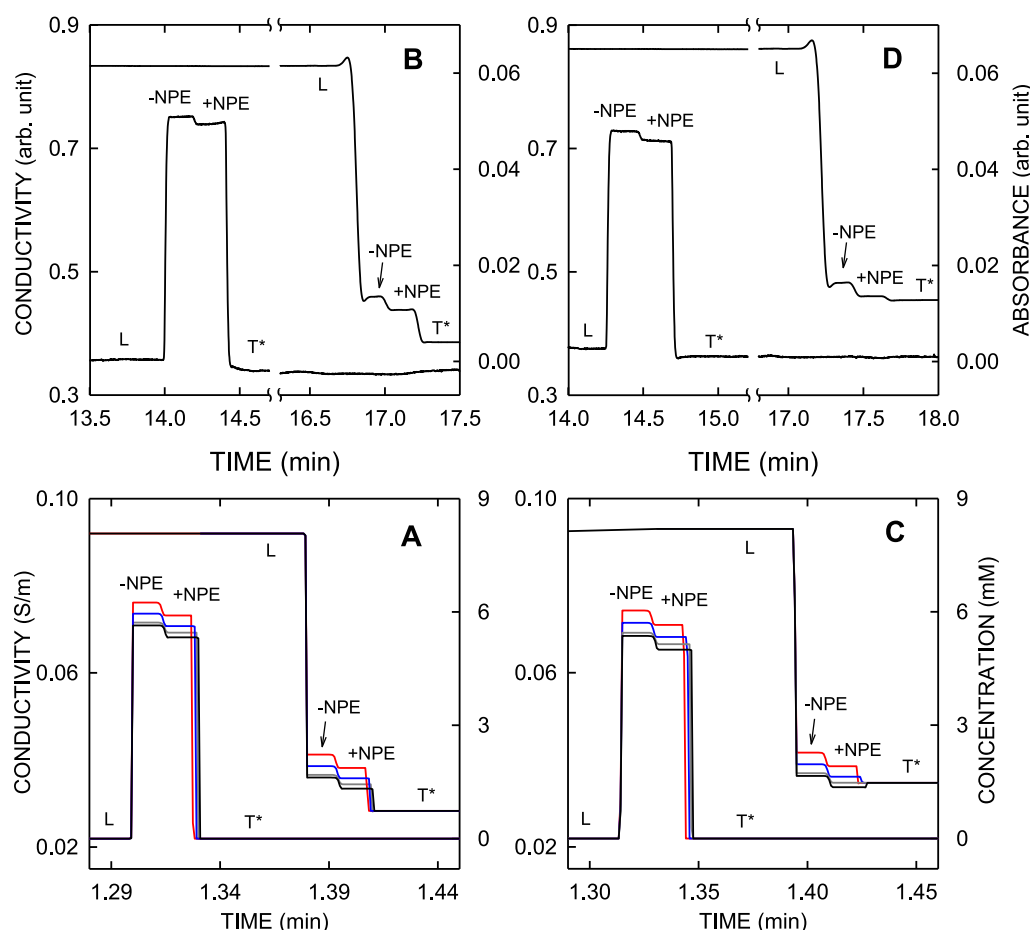 B
D
CONDUCTIVITY (arb. unit)
0.9
0.7
0.5
0.3
L
-NPE
+NPE
-NPE
+NPE
L
T*
T*
0.06
0.04
0.02
0.00
13.5 14.0 14.5 16.5 17.0 17.5
TIME (min)
0.9
0.7
0.5
0.3
L
-NPE
+NPE
-NPE
+NPE
T*
L
T*
0.06
0.04
0.02
0.00
ABSORBANCE (arb. unit)
14.0 14.5 15.0 17.0 17.5 18.0
TIME (min)
A
C
CONDUCTIVITY (S/m)
0.10
0.06
0.02
L
-NPE
+NPE
-NPE
+NPE
L
T*
T*
9
6
3
0
1.29 1.34 1.39 1.44
TIME (min)
0.10
0.06
0.02
L
-NPE
+NPE
-NPE
+NPE
T*
L
T*
9
6
3
0
CONCENTRATION (mM)
1.30 1.35 1.40 1.45
TIME (min)